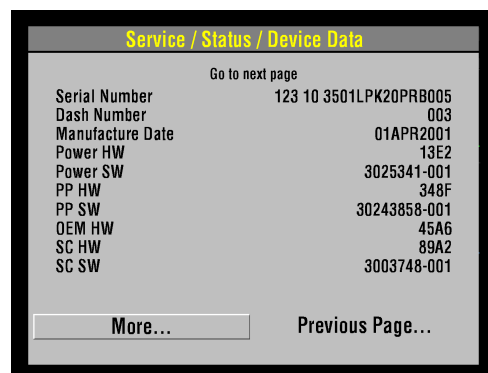 Service / Status / Device Data
Go to next page
Serial Number 123 10 3501LPK20PRB005
Dash Number 003
Manufacture Date 01APR2001
Power HW 13E2
Power SW 3025341-001
PP HW 348F
PP SW 30243858-001
OEM HW 45A6
SC HW 89A2
SC SW 3003748-001
More... Previous Page...